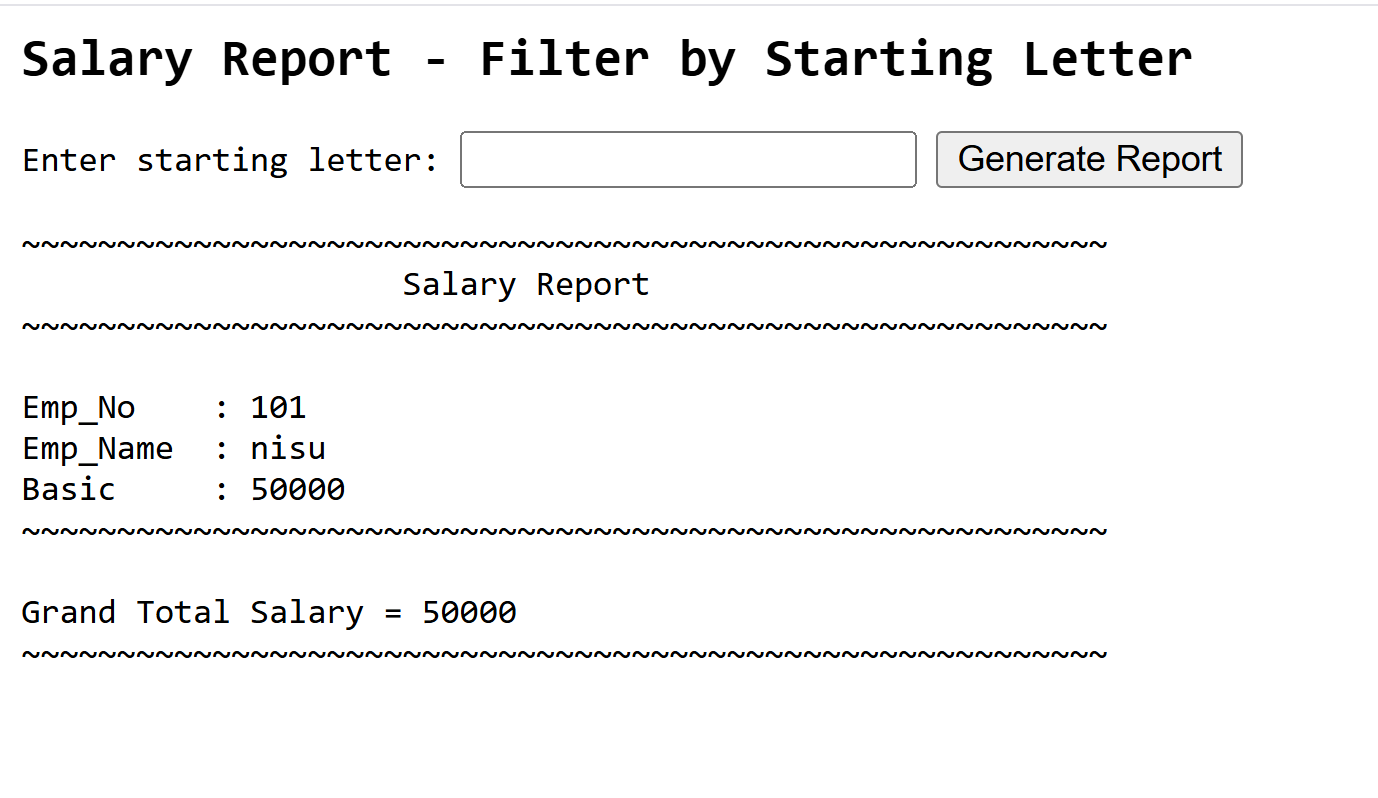 Salary Report - Filter by Starting Letter
Enter starting letter: Generate Report
~~~~~~~~~~~~~~~~~~~~~~~~~~~~~~~~~~~~~~~~~~~~~~~~~~~~~~~~~
Salary Report
~~~~~~~~~~~~~~~~~~~~~~~~~~~~~~~~~~~~~~~~~~~~~~~~~~~~~~~~~
Emp_No : 101
Emp_Name : nisu
Basic : 50000
~~~~~~~~~~~~~~~~~~~~~~~~~~~~~~~~~~~~~~~~~~~~~~~~~~~~~~~~~
Grand Total Salary = 50000
~~~~~~~~~~~~~~~~~~~~~~~~~~~~~~~~~~~~~~~~~~~~~~~~~~~~~~~~~